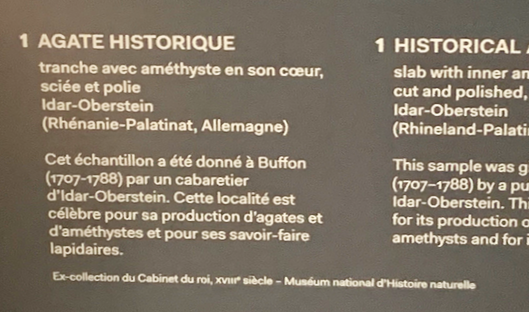 1 AGATE HISTORIQUE
tranche avec améthyste en son cœur,
sciée et polie
Idar-Oberstein
(Rhénanie-Palatinat, Allemagne)
Cet échantillon a été donné à Buffon
(1707-1788) par un cabaretier
d'Idar-Oberstein. Cette localité est
célèbre pour sa production d'agates et
d'améthystes et pour ses savoir-faire
lapidaires.
1 HISTORICAL
slab with inner
cut and polished,
Idar-Oberstein
This sample was
(1707–1788) by a
Idar-Oberstein.
for its production
amethysts and for
Ex-collection du Cabinet du roi, XVIIIe siècle – Muséum national d'Histoire naturelle